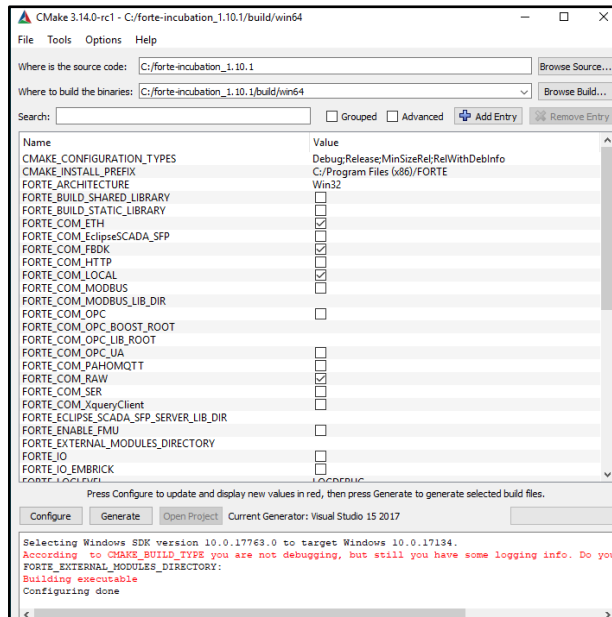 CMake 3.14.0-rc1 - C:/forte-incubation_1.10.1/build/win64
File Tools Options Help
Where is the source code: C:/forte-incubation_1.10.1 Browse Source...
Where to build the binaries: C:/forte-incubation_1.10.1/build/win64 Browse Build...
Search: Grouped Advanced Add Entry Remove Entry
Name Value
CMAKE_CONFIGURATION_TYPES Debug;Release;MinSizeRel;RelWithDebInfo
CMAKE_INSTALL_PREFIX C:/Program Files (x86)/FORTE
FORTE_ARCHITECTURE Win32
FORTE_BUILD_SHARED_LIBRARY
FORTE_BUILD_STATIC_LIBRARY
FORTE_COM_ETH
FORTE_COM_EclipseSCADA_SFP
FORTE_COM_FBDK
FORTE_COM_HTTP
FORTE_COM_LOCAL
FORTE_COM_MODBUS
FORTE_COM_MODBUS_LIB_DIR
FORTE_COM_OPC
FORTE_COM_OPC_BOOST_ROOT
FORTE_COM_OPC_LIB_ROOT
FORTE_COM_OPC_UA
FORTE_COM_PAHOMQTT
FORTE_COM_RAW
FORTE_COM_SER
FORTE_COM_XqueryClient
FORTE_ECLIPSE_SCADA_SFP_SERVER_LIB_DIR
FORTE_ENABLE_FMU
FORTE_EXTERNAL_MODULES_DIRECTORY
FORTE_IO
FORTE_IO_EMBRICK
FORTE_LOGLEVEL LOGDEBUG
Press Configure to update and display new values in red, then press Generate to generate selected build files.
Configure Generate Open Project Current Generator: Visual Studio 15 2017
Selecting Windows SDK version 10.0.17763.0 to target Windows 10.0.17134.
According to CMAKE_BUILD_TYPE you are not debugging, but still you have some logging info. Do you
FORTE_EXTERNAL_MODULES_DIRECTORY:
Building executable
Configuring done